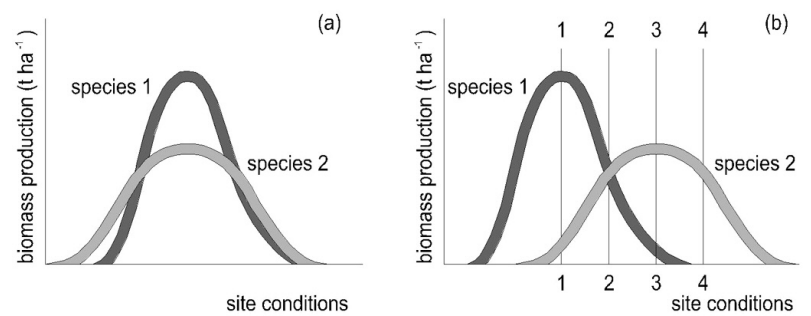 (a)
biomass production (t ha⁻¹)
species 1
species 2
site conditions
1 2 3 4 (b)
biomass production (t ha⁻¹)
species 1
species 2
1 2 3 4
site conditions